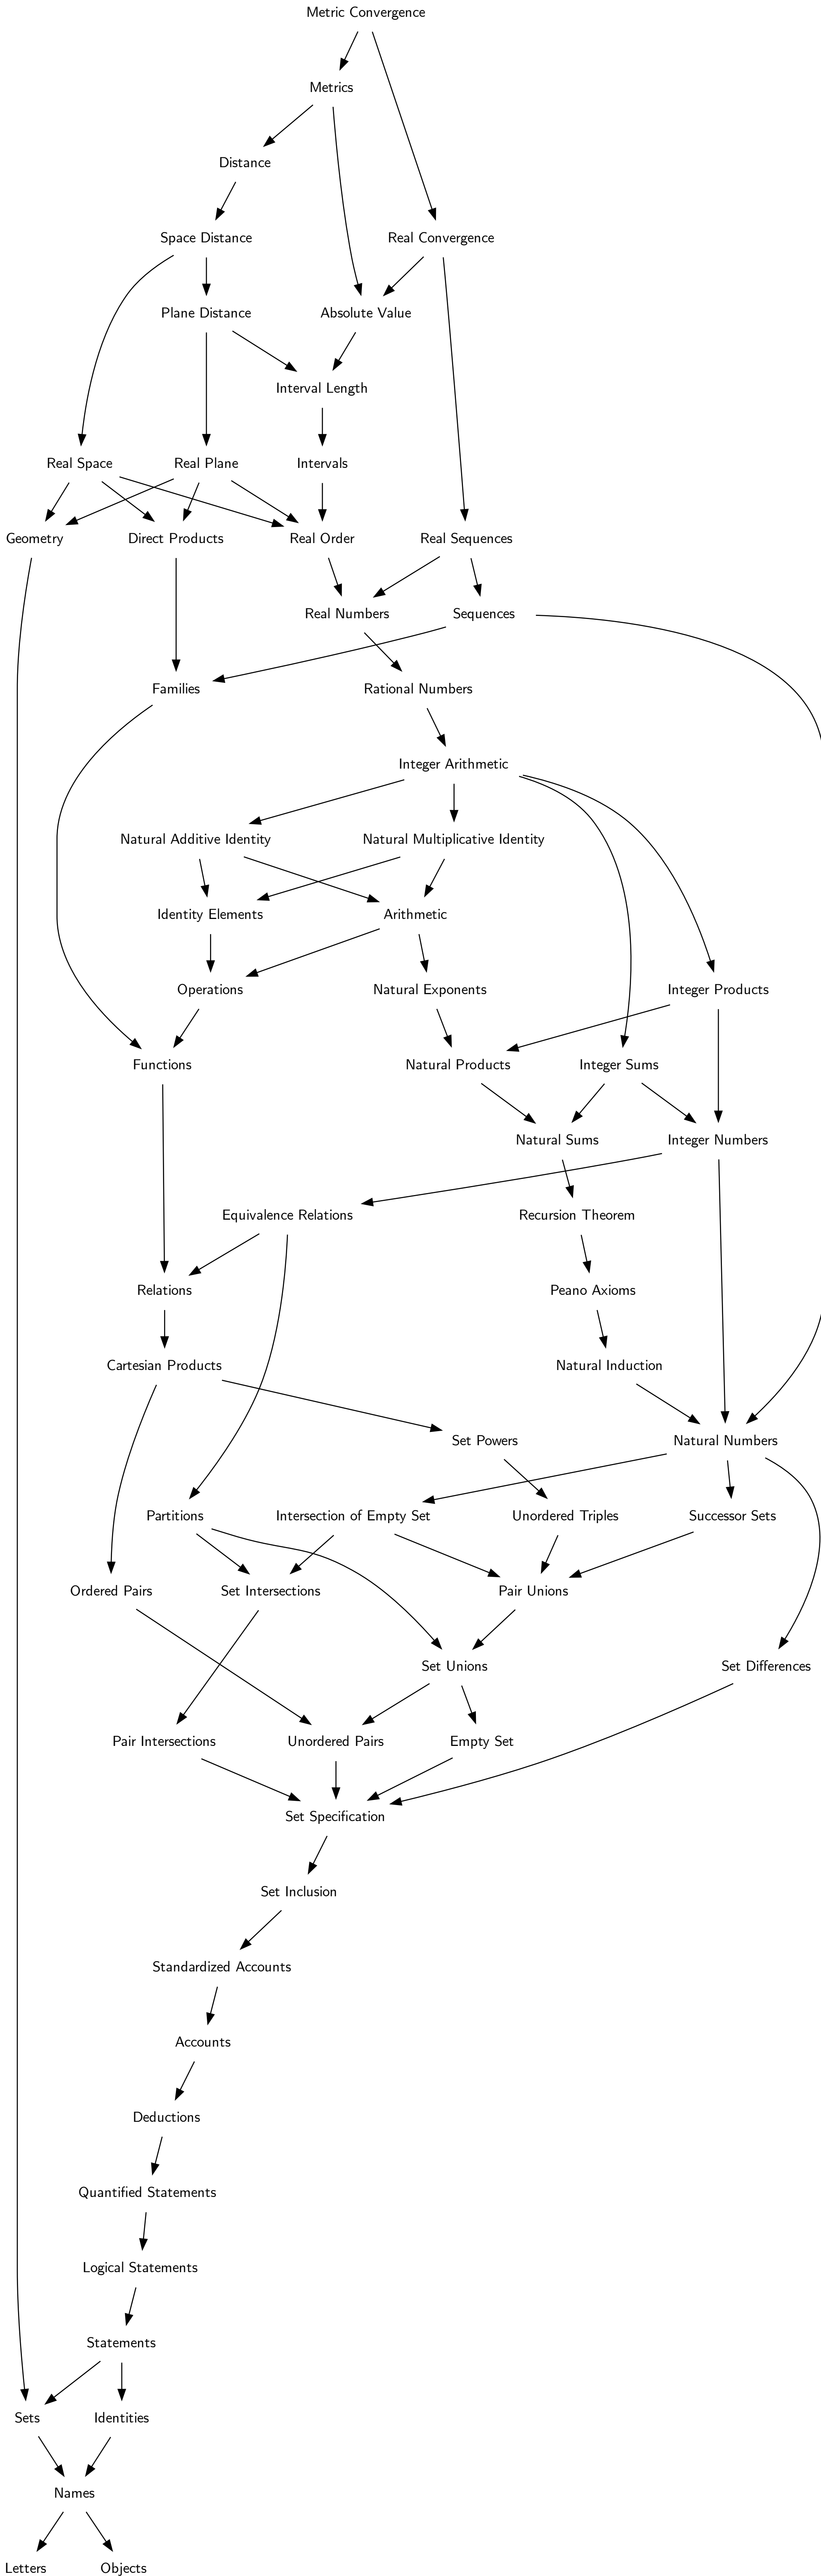 Metric Convergence
Metrics
Distance
Space Distance
Real Convergence
Plane Distance
Absolute Value
Interval Length
Real Space
Real Plane
Intervals
Geometry
Direct Products
Real Order
Real Sequences
Real Numbers
Sequences
Families
Rational Numbers
Integer Arithmetic
Natural Additive Identity
Natural Multiplicative Identity
Identity Elements
Arithmetic
Operations
Natural Exponents
Integer Products
Functions
Natural Products
Integer Sums
Natural Sums
Integer Numbers
Equivalence Relations
Recursion Theorem
Relations
Peano Axioms
Cartesian Products
Natural Induction
Set Powers
Natural Numbers
Partitions
Intersection of Empty Set
Unordered Triples
Successor Sets
Ordered Pairs
Set Intersections
Pair Unions
Set Unions
Set Differences
Pair Intersections
Unordered Pairs
Empty Set
Set Specification
Set Inclusion
Standardized Accounts
Accounts
Deductions
Quantified Statements
Logical Statements
Statements
Sets
Identities
Names
Letters
Objects